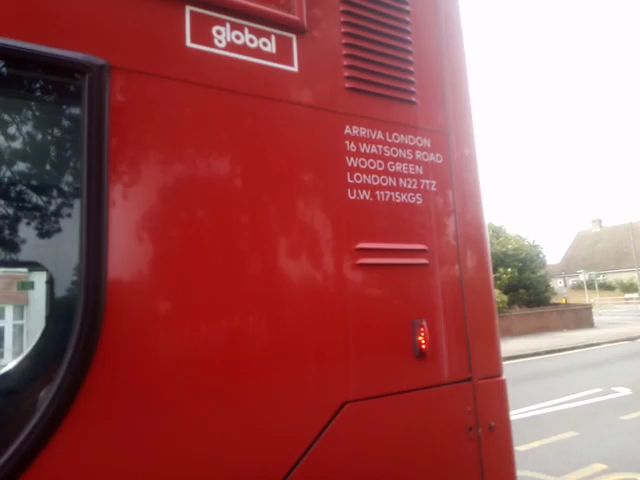 global
ARRIVA LONDON
16 WATSONS ROAD
WOOD GREEN
LONDON N22 7TZ
U.W. 11715KGS